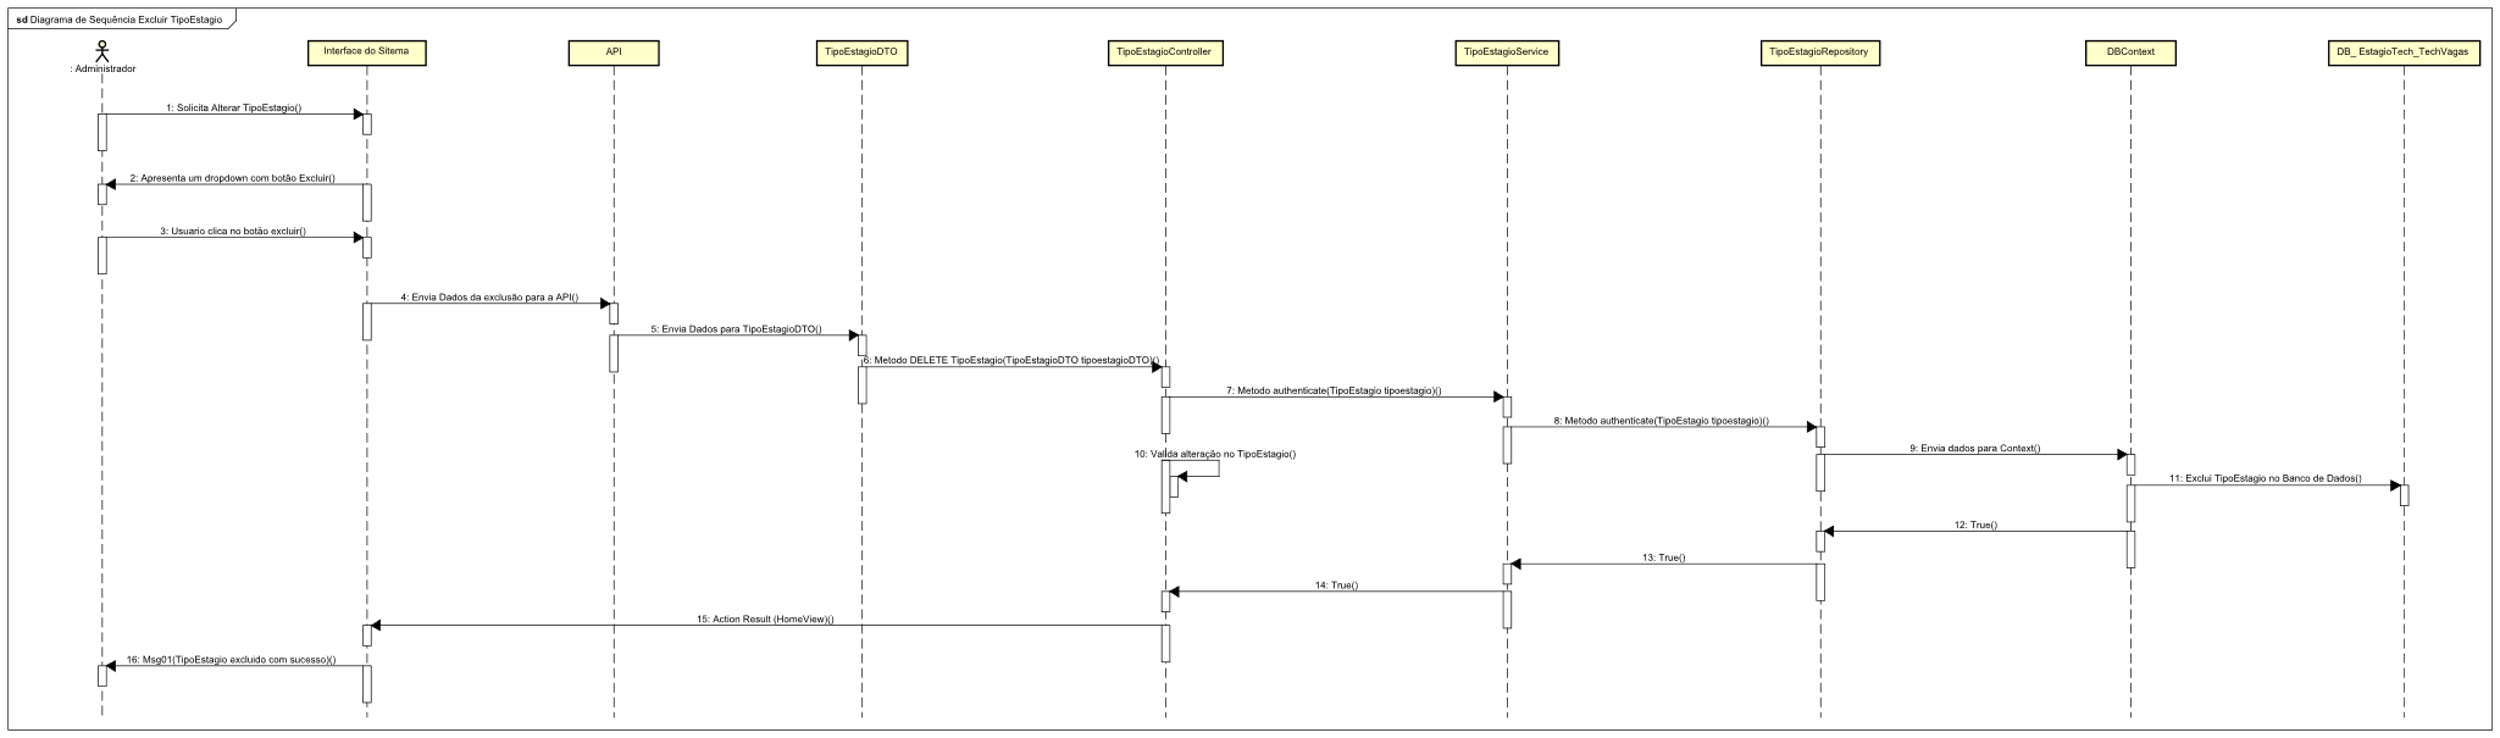 sd Diagrama de Sequência Excluir TipoEstagio
: Administrador
Interface do Sitema
API
TipoEstagioDTO
TipoEstagioController
TipoEstagioService
TipoEstagioRepository
DBContext
DB_ EstagioTech_TechVagas
1: Solicita Alterar TipoEstagio()
2: Apresenta um dropdown com botão Excluir()
3: Usuario clica no botão excluir()
4: Envia Dados da exclusão para a API()
5: Envia Dados para TipoEstagioDTO()
6: Metodo DELETE TipoEstagio(TipoEstagioDTO tipoestagioDTO)()
7: Metodo authenticate(TipoEstagio tipoestagio)()
8: Metodo authenticate(TipoEstagio tipoestagio)()
9: Envia dados para Context()
10: Valida alteração no TipoEstagio()
11: Exclui TipoEstagio no Banco de Dados()
12: True()
13: True()
14: True()
15: Action Result (HomeView)()
16: Msg01(TipoEstagio excluido com sucesso)()